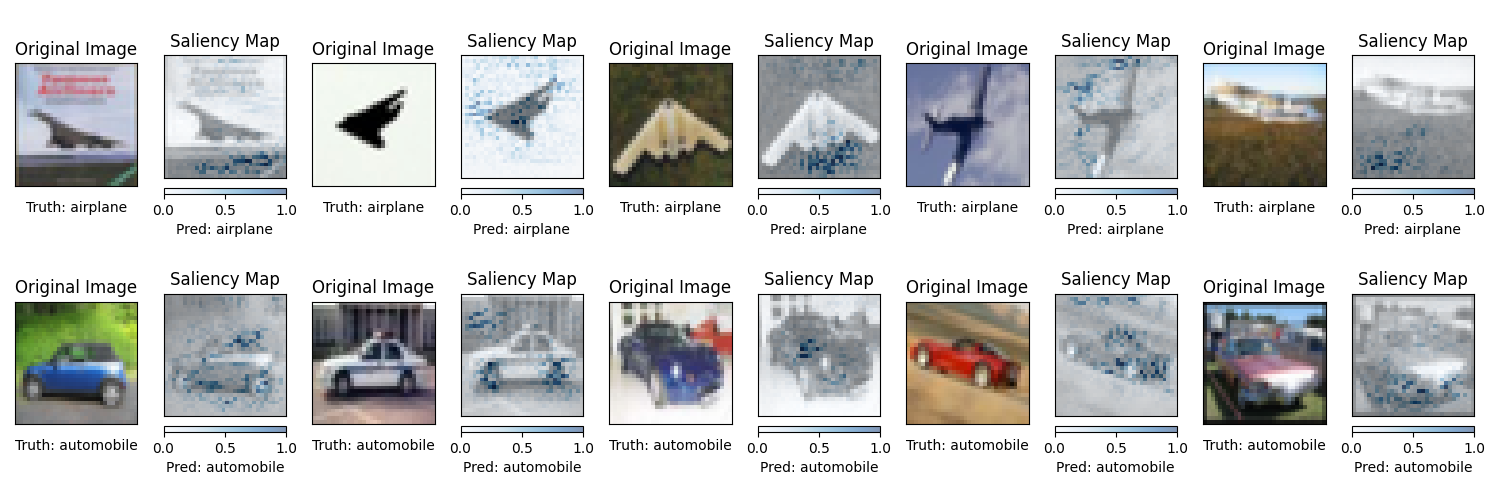 Original Image Saliency Map Original Image Saliency Map Original Image Saliency Map Original Image Saliency Map Original Image Saliency Map
Truth: airplane 0.0 0.5 1.0 Truth: airplane 0.0 0.5 1.0 Truth: airplane 0.0 0.5 1.0 Truth: airplane 0.0 0.5 1.0 Truth: airplane 0.0 0.5 1.0
Pred: airplane Pred: airplane Pred: airplane Pred: airplane Pred: airplane
Original Image Saliency Map Original Image Saliency Map Original Image Saliency Map Original Image Saliency Map Original Image Saliency Map
Truth: automobile 0.0 0.5 1.0 Truth: automobile 0.0 0.5 1.0 Truth: automobile 0.0 0.5 1.0 Truth: automobile 0.0 0.5 1.0 Truth: automobile 0.0 0.5 1.0
Pred: automobile Pred: automobile Pred: automobile Pred: automobile Pred: automobile